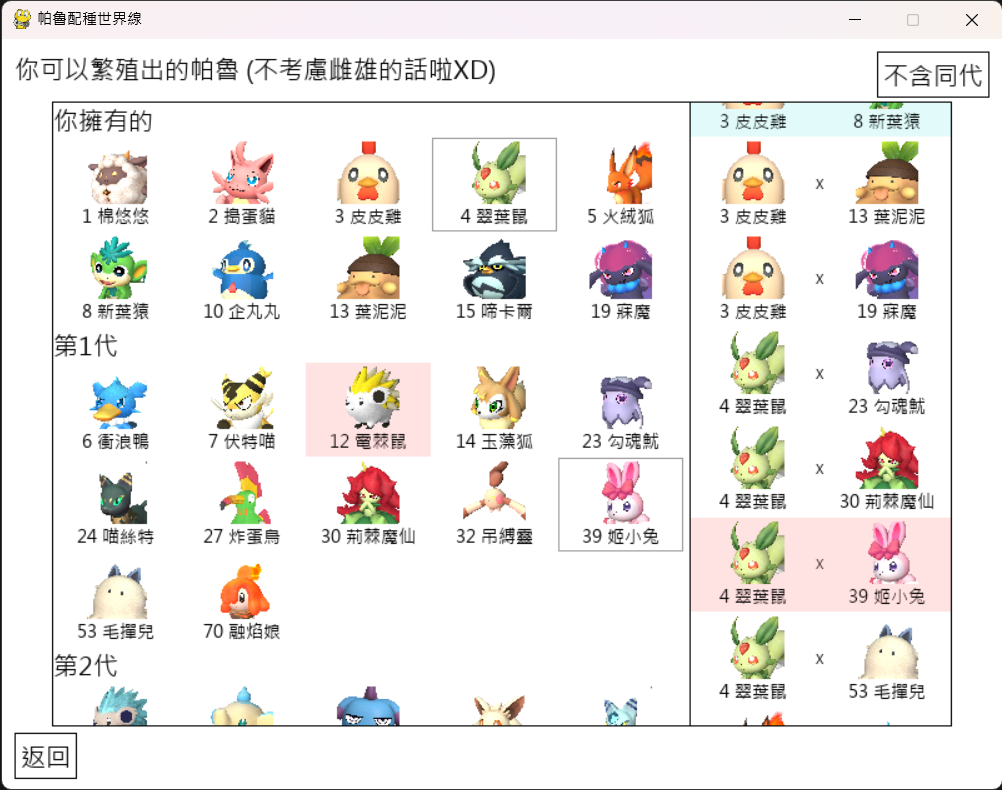 帕魯配種世界線
你可以繁殖出的帕魯 (不考慮雌雄的話啦XD)
不含同代
你擁有的
1 棉悠悠 2 搗蛋貓 3 皮皮雞 4 翠葉鼠 5 火絨狐
8 新葉猿 10 企丸丸 13 葉泥泥 15 啼卡爾 19 寐魔
第1代
6 衝浪鴨 7 伏特喵 12 電棘鼠 14 玉藻狐 23 勾魂魷
24 喵絲特 27 炸蛋鳥 30 荊棘魔仙 32 吊縛靈 39 姬小兔
53 毛撣兒 70 融焰娘
第2代
3 皮皮雞 8 新葉猿
x
3 皮皮雞 13 葉泥泥
x
3 皮皮雞 19 寐魔
x
4 翠葉鼠 23 勾魂魷
x
4 翠葉鼠 30 荊棘魔仙
x
4 翠葉鼠 39 姬小兔
x
4 翠葉鼠 53 毛撣兒
返回